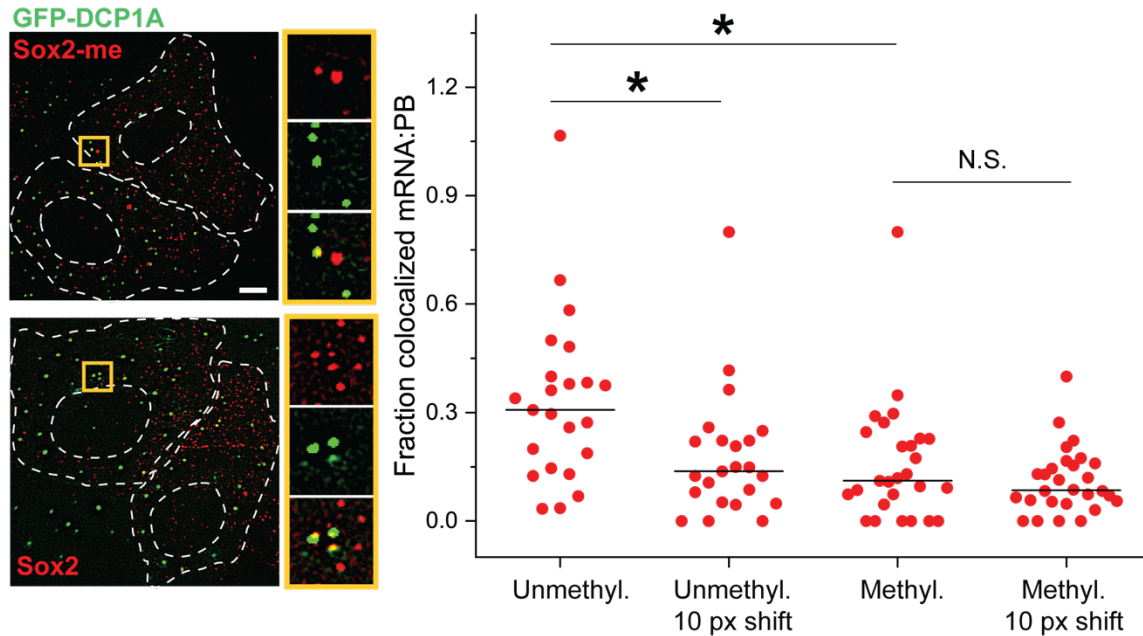 GFP-DCP1A
Sox2-me
Sox2
Fraction colocalized mRNA:PB
1.2
0.9
0.6
0.3
0.0
*
*
N.S.
Unmethyl.
Unmethyl.
10 px shift
Methyl.
Methyl.
10 px shift